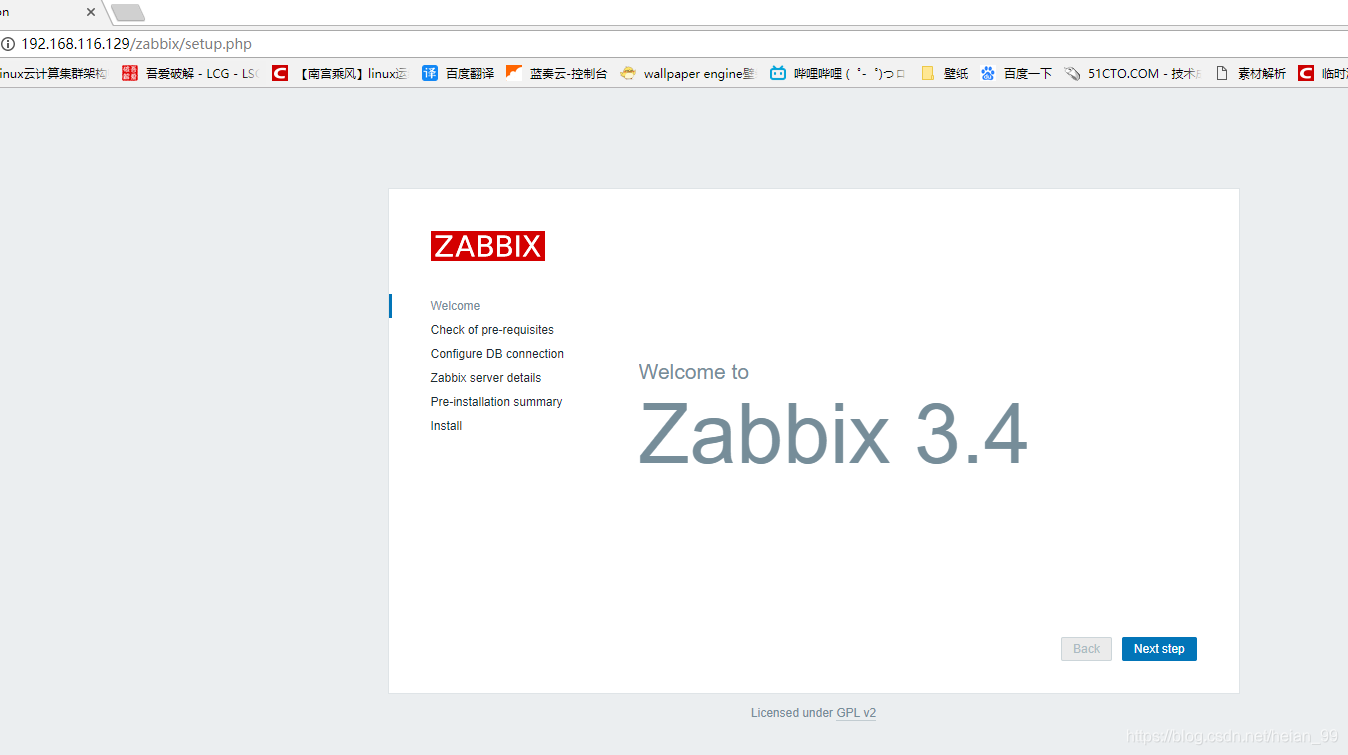 on
192.168.116.129/zabbix/setup.php
inux云计算集群架构 吾爱破解 - LCG - LSC 【南宫乘风】linux运 译 百度翻译 蓝奏云-控制台 wallpaper engine壁 哔哩哔哩 ( ゜- ゜)つロ 壁纸 百度一下 51CTO.COM - 技术 素材解析 临时
ZABBIX
Welcome
Check of pre-requisites
Configure DB connection
Zabbix server details
Pre-installation summary
Install
Welcome to
Zabbix 3.4
Back Next step
Licensed under GPL v2
https://blog.csdn.net/heian_99